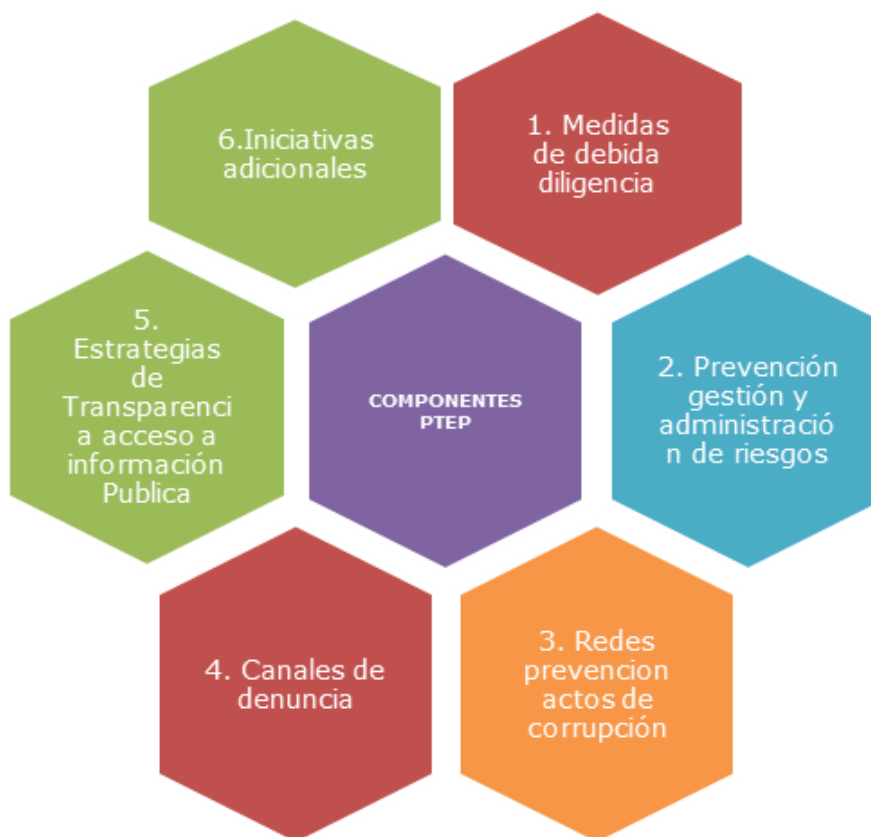 6.Iniciativas
adicionales
1. Medidas
de debida
diligencia
5.
Estrategias
de
Transparenci
a acceso a
información
Publica
COMPONENTES
PTEP
2. Prevención
gestión y
administració
n de riesgos
4. Canales de
denuncia
3. Redes
prevencion
actos de
corrupción